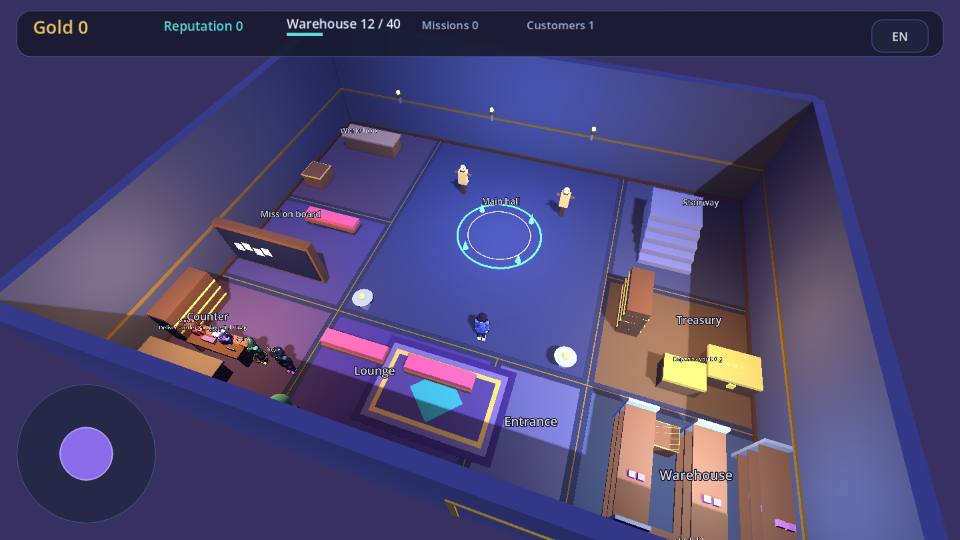 Gold 0
Reputation 0
Warehouse 12 / 40
Missions 0
Customers 1
EN
Main hall
Stairway
Mission board
Counter
Treasury
Lounge
Entrance
Warehouse